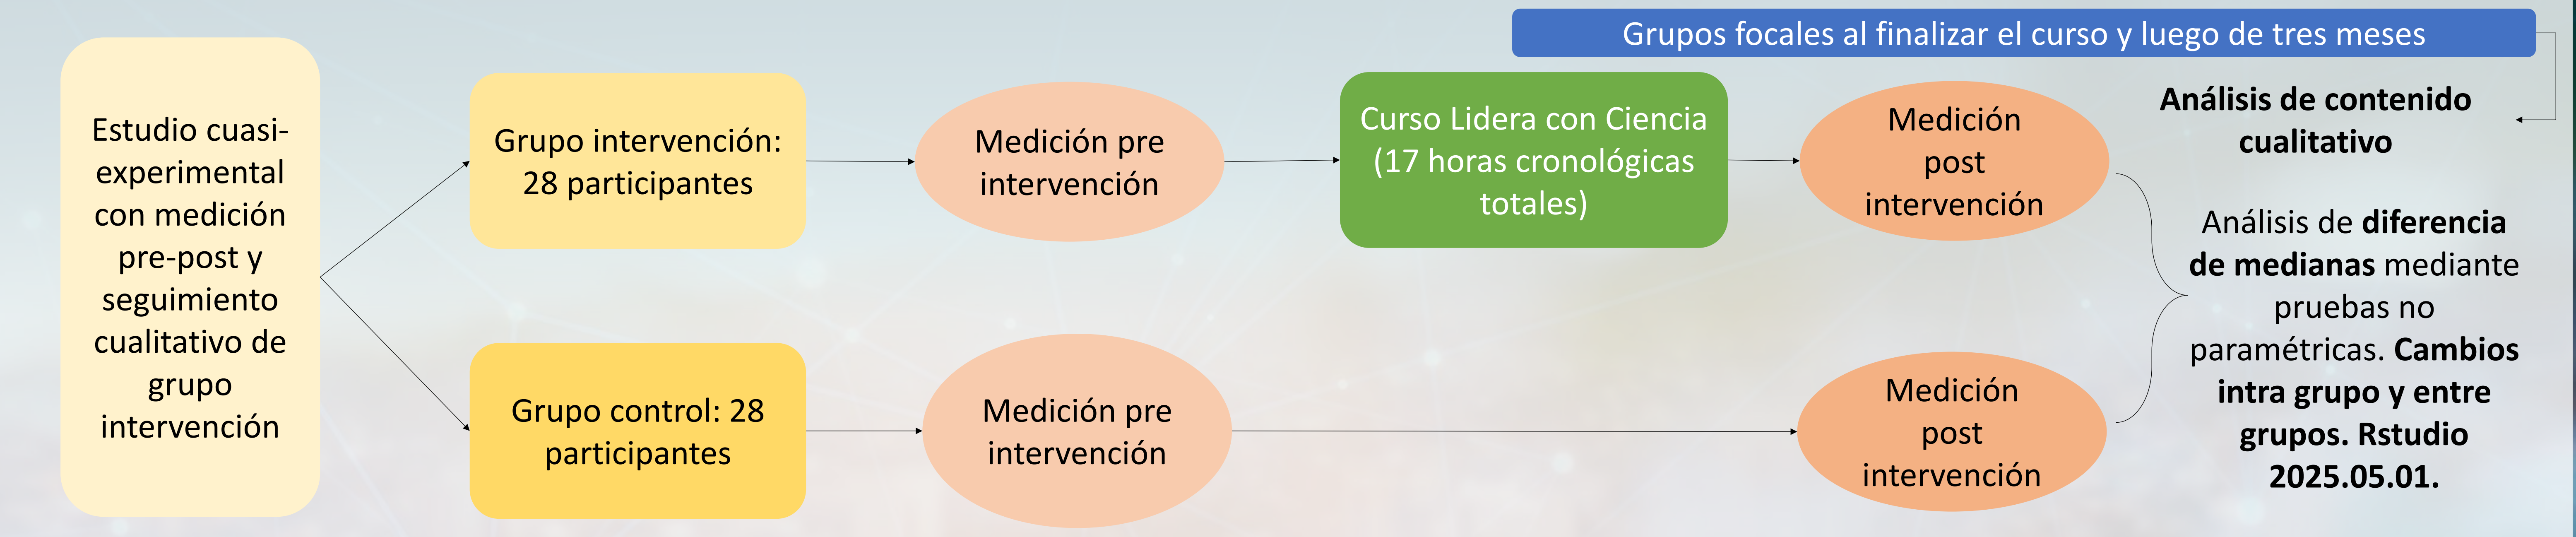 Grupos focales al finalizar el curso y luego de tres meses
Estudio cuasi-
experimental
con medición
pre-post y
seguimiento
cualitativo de
grupo
intervención
Grupo intervención:
28 participantes
Medición pre
intervención
Curso Lidera con Ciencia
(17 horas cronológicas
totales)
Medición
post
intervención
Análisis de contenido
cualitativo
Grupo control: 28
participantes
Medición pre
intervención
Medición
post
intervención
Análisis de diferencia
de medianas mediante
pruebas no
paramétricas. Cambios
intra grupo y entre
grupos. Rstudio
2025.05.01.